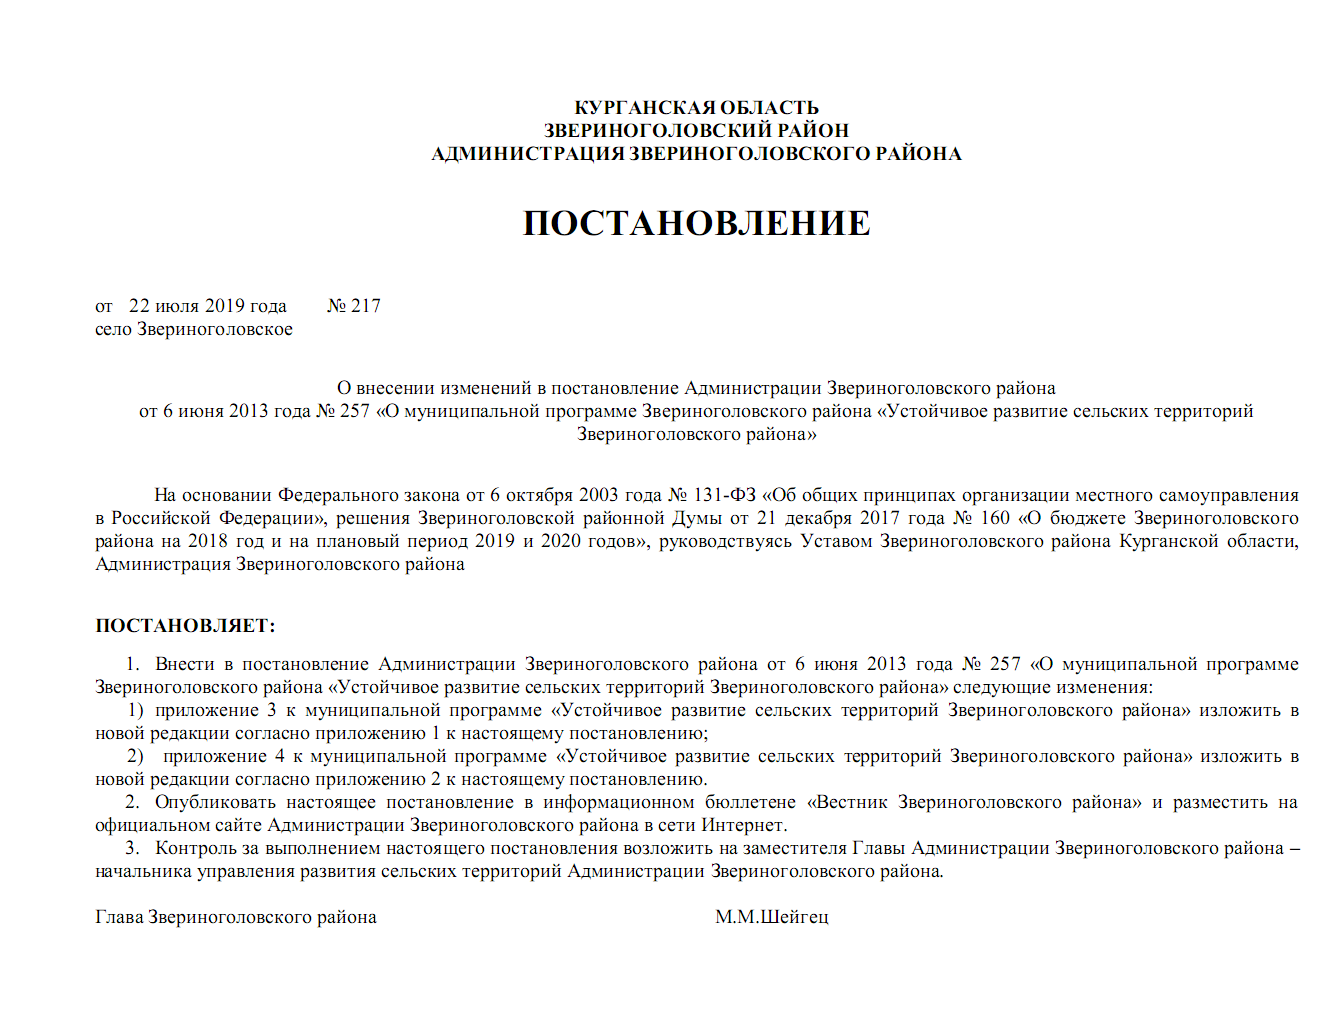 КУРГАНСКАЯ ОБЛАСТЬ
ЗВЕРИНОГОЛОВСКИЙ РАЙОН
АДМИНИСТРАЦИЯ ЗВЕРИНОГОЛОВСКОГО РАЙОНА
ПОСТАНОВЛЕНИЕ
от 22 июля 2019 года № 217
село Звериноголовское
О внесении изменений в постановление Администрации Звериноголовского района
от 6 июня 2013 года № 257 «О муниципальной программе Звериноголовского района «Устойчивое развитие сельских территорий
Звериноголовского района»
На основании Федерального закона от 6 октября 2003 года № 131-ФЗ «Об общих принципах организации местного самоуправления
в Российской Федерации», решения Звериноголовской районной Думы от 21 декабря 2017 года № 160 «О бюджете Звериноголовского
района на 2018 год и на плановый период 2019 и 2020 годов», руководствуясь Уставом Звериноголовского района Курганской области,
Администрация Звериноголовского района
ПОСТАНОВЛЯЕТ:
1. Внести в постановление Администрации Звериноголовского района от 6 июня 2013 года № 257 «О муниципальной программе
Звериноголовского района «Устойчивое развитие сельских территорий Звериноголовского района» следующие изменения:
1) приложение 3 к муниципальной программе «Устойчивое развитие сельских территорий Звериноголовского района» изложить в
новой редакции согласно приложению 1 к настоящему постановлению;
2) приложение 4 к муниципальной программе «Устойчивое развитие сельских территорий Звериноголовского района» изложить в
новой редакции согласно приложению 2 к настоящему постановлению.
2. Опубликовать настоящее постановление в информационном бюллетене «Вестник Звериноголовского района» и разместить на
официальном сайте Администрации Звериноголовского района в сети Интернет.
3. Контроль за выполнением настоящего постановления возложить на заместителя Главы Администрации Звериноголовского района –
начальника управления развития сельских территорий Администрации Звериноголовского района.
Глава Звериноголовского района М.М.Шейгец